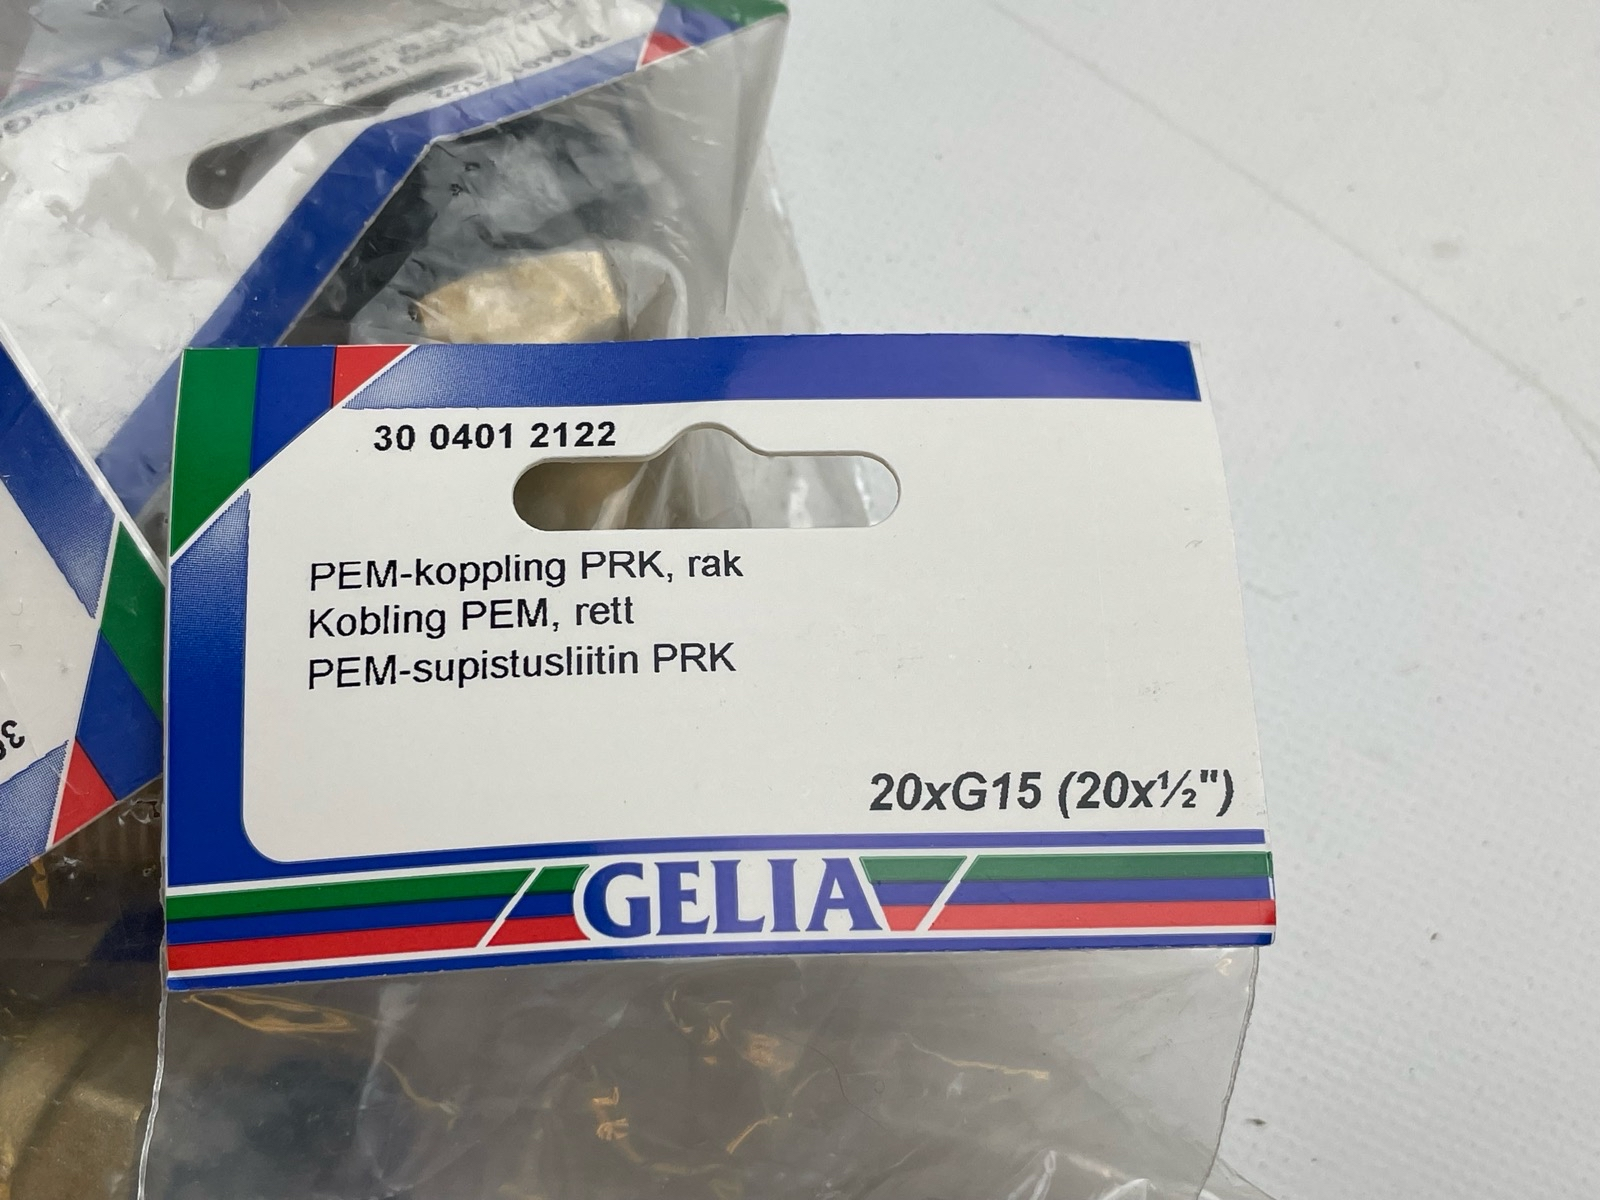 30 0401 2122
PEM-koppling PRK, rak
Kobling PEM, rett
PEM-supistusliitin PRK
20xG15 (20x½")
GELIA